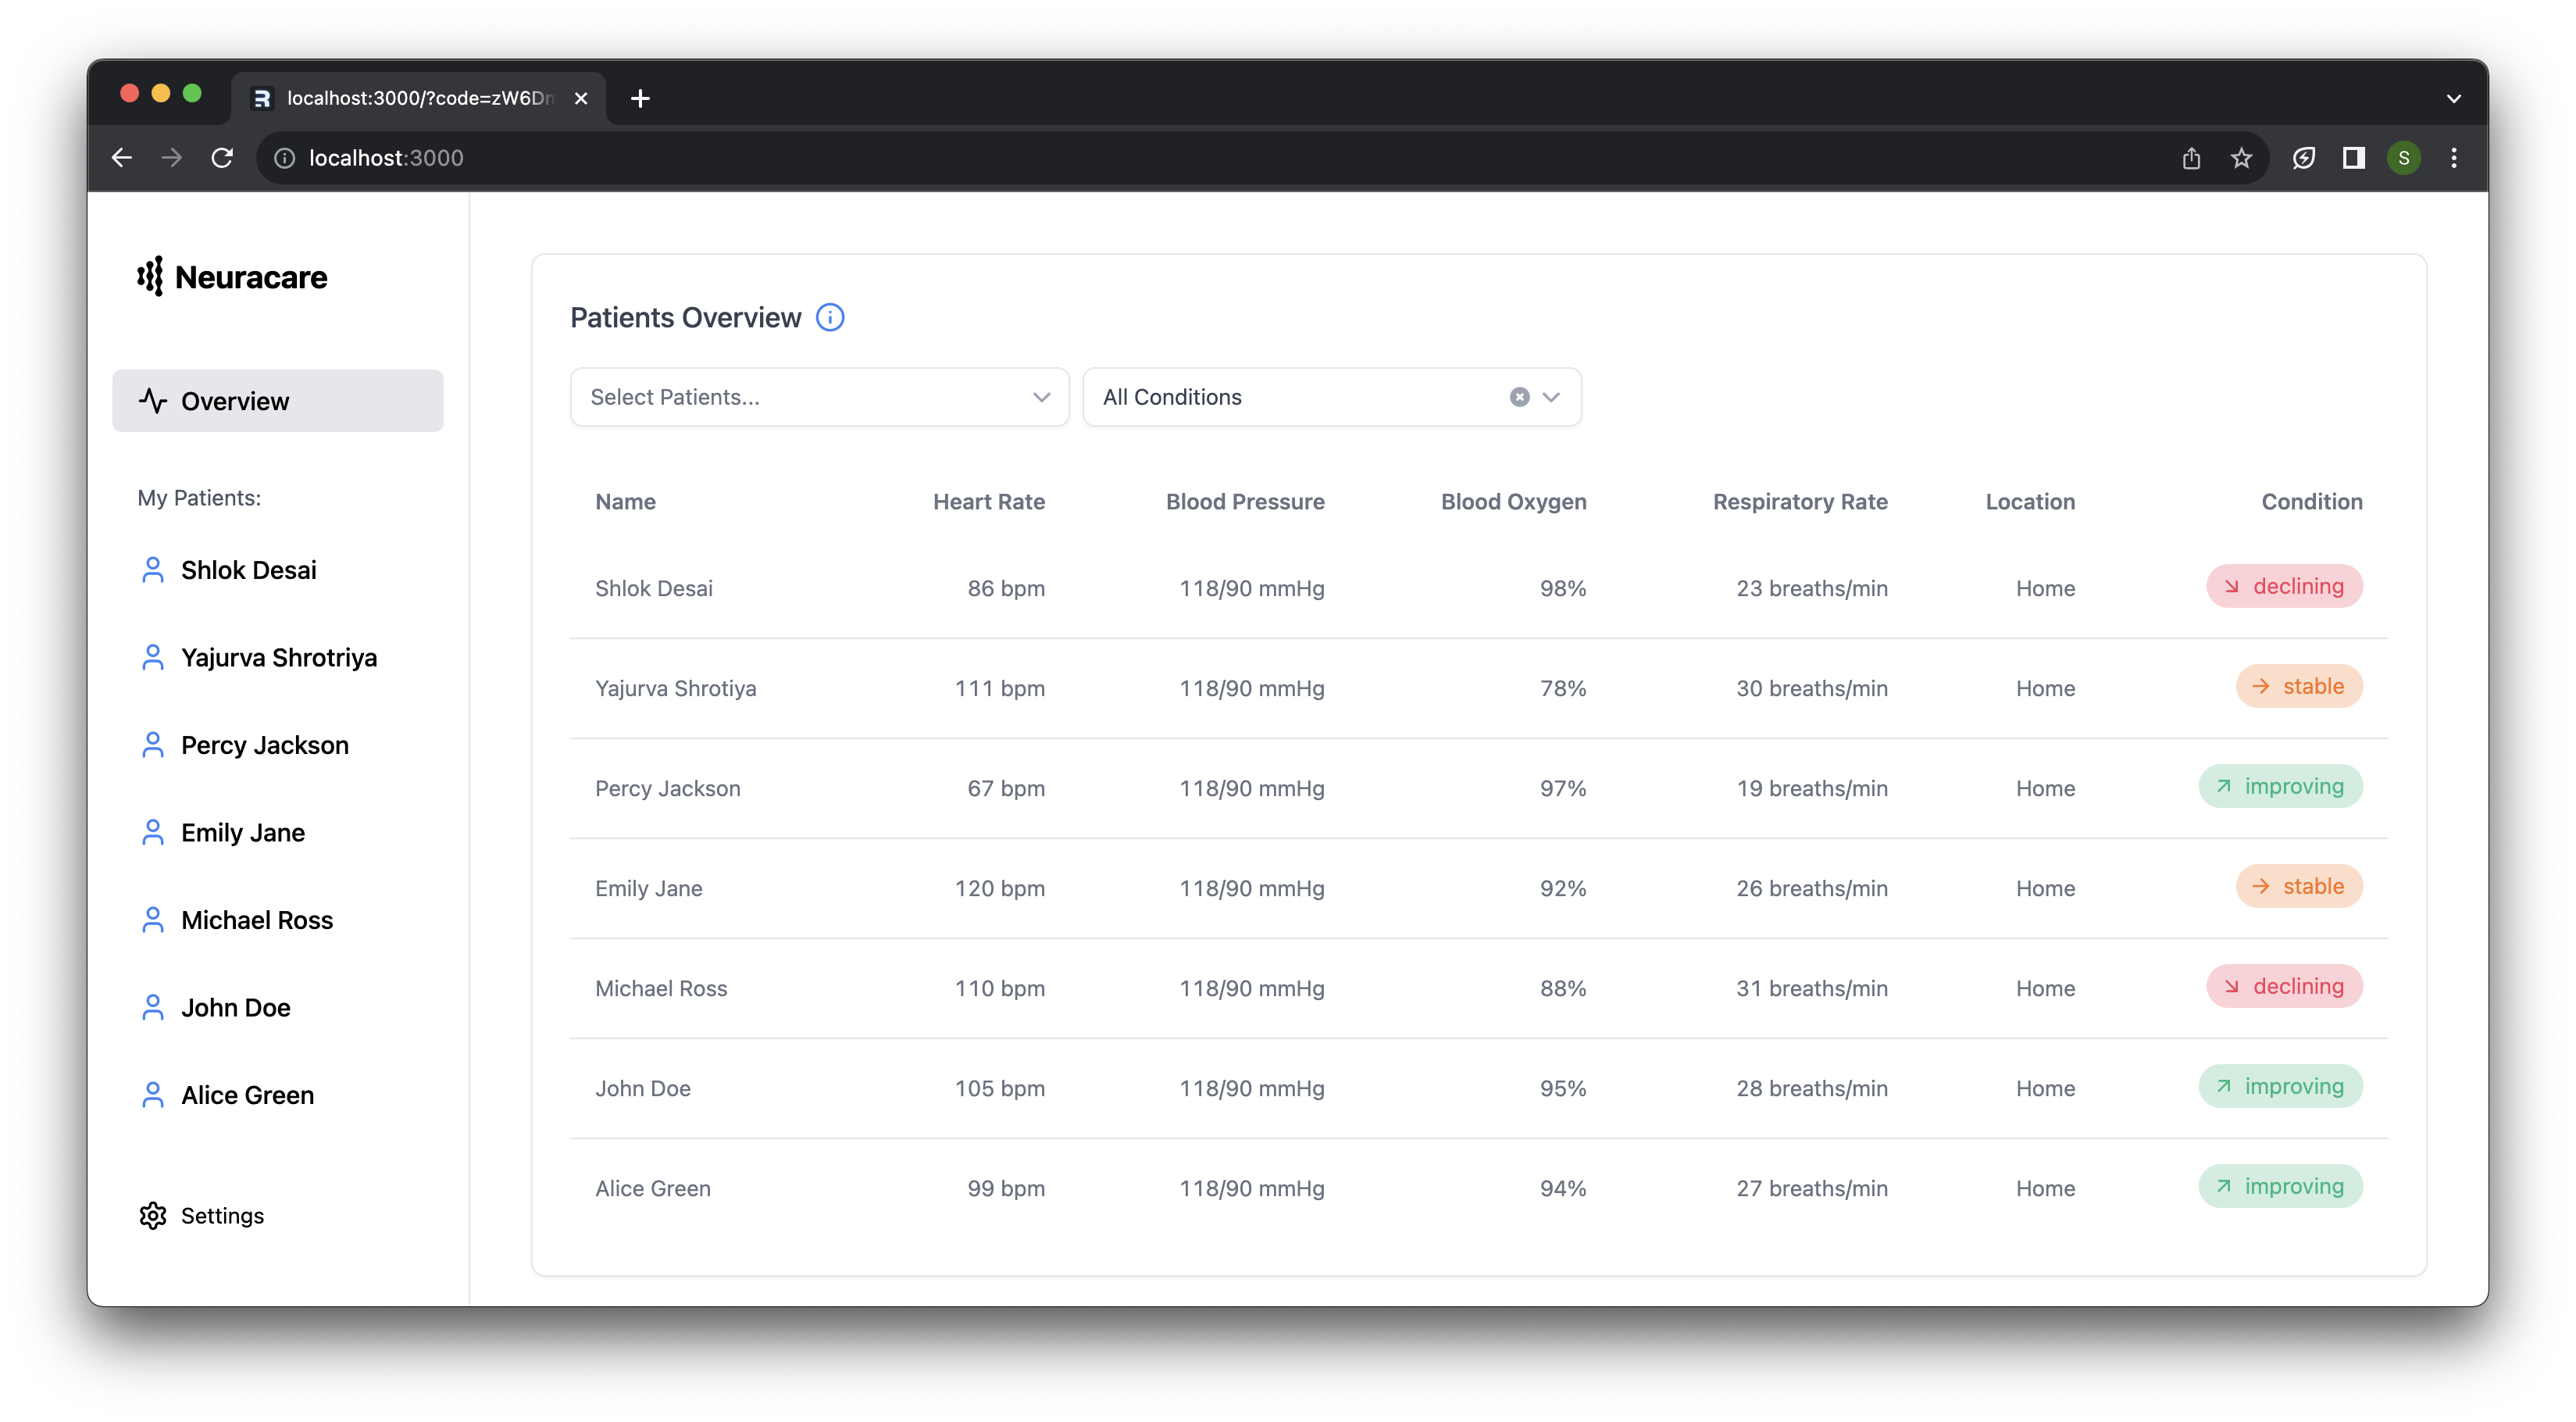 localhost:3000/?code=zW6Dr
localhost:3000
S
Neuracare
Overview
My Patients:
Shlok Desai
Yajurva Shrotriya
Percy Jackson
Emily Jane
Michael Ross
John Doe
Alice Green
Settings
Patients Overview
Select Patients... All Conditions
Name Heart Rate Blood Pressure Blood Oxygen Respiratory Rate Location Condition
Shlok Desai 86 bpm 118/90 mmHg 98% 23 breaths/min Home declining
Yajurva Shrotiya 111 bpm 118/90 mmHg 78% 30 breaths/min Home stable
Percy Jackson 67 bpm 118/90 mmHg 97% 19 breaths/min Home improving
Emily Jane 120 bpm 118/90 mmHg 92% 26 breaths/min Home stable
Michael Ross 110 bpm 118/90 mmHg 88% 31 breaths/min Home declining
John Doe 105 bpm 118/90 mmHg 95% 28 breaths/min Home improving
Alice Green 99 bpm 118/90 mmHg 94% 27 breaths/min Home improving